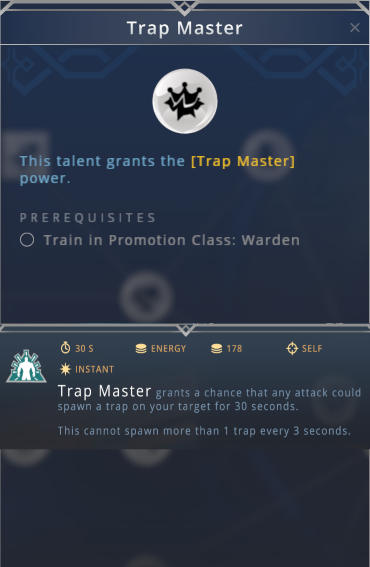 Trap Master
This talent grants the [Trap Master]
power.
PREREQUISITES
Train in Promotion Class: Warden
30 S ENERGY 178 SELF
INSTANT
Trap Master grants a chance that any attack could
spawn a trap on your target for 30 seconds.
This cannot spawn more than 1 trap every 3 seconds.